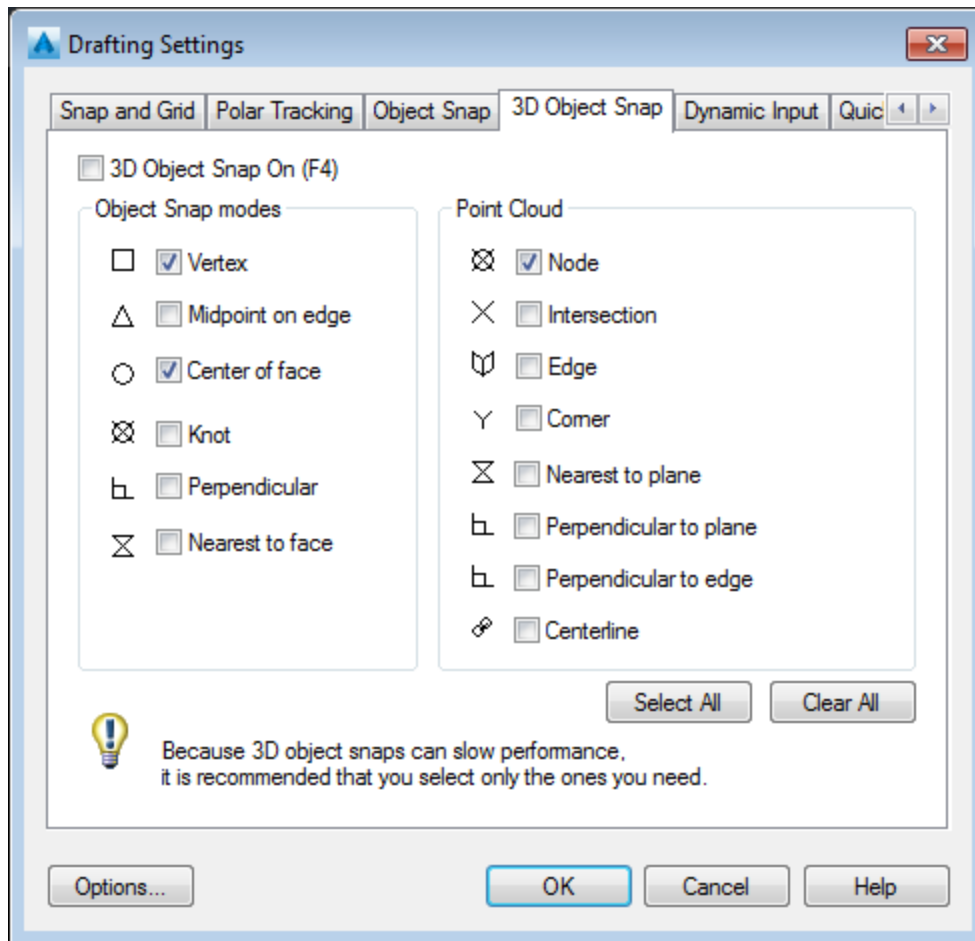 Drafting Settings
Snap and Grid Polar Tracking Object Snap 3D Object Snap Dynamic Input Quic
3D Object Snap On (F4)
Object Snap modes
Vertex
Midpoint on edge
Center of face
Knot
Perpendicular
Nearest to face
Point Cloud
Node
Intersection
Edge
Corner
Nearest to plane
Perpendicular to plane
Perpendicular to edge
Centerline
Select All Clear All
Because 3D object snaps can slow performance,
it is recommended that you select only the ones you need.
Options... OK Cancel Help